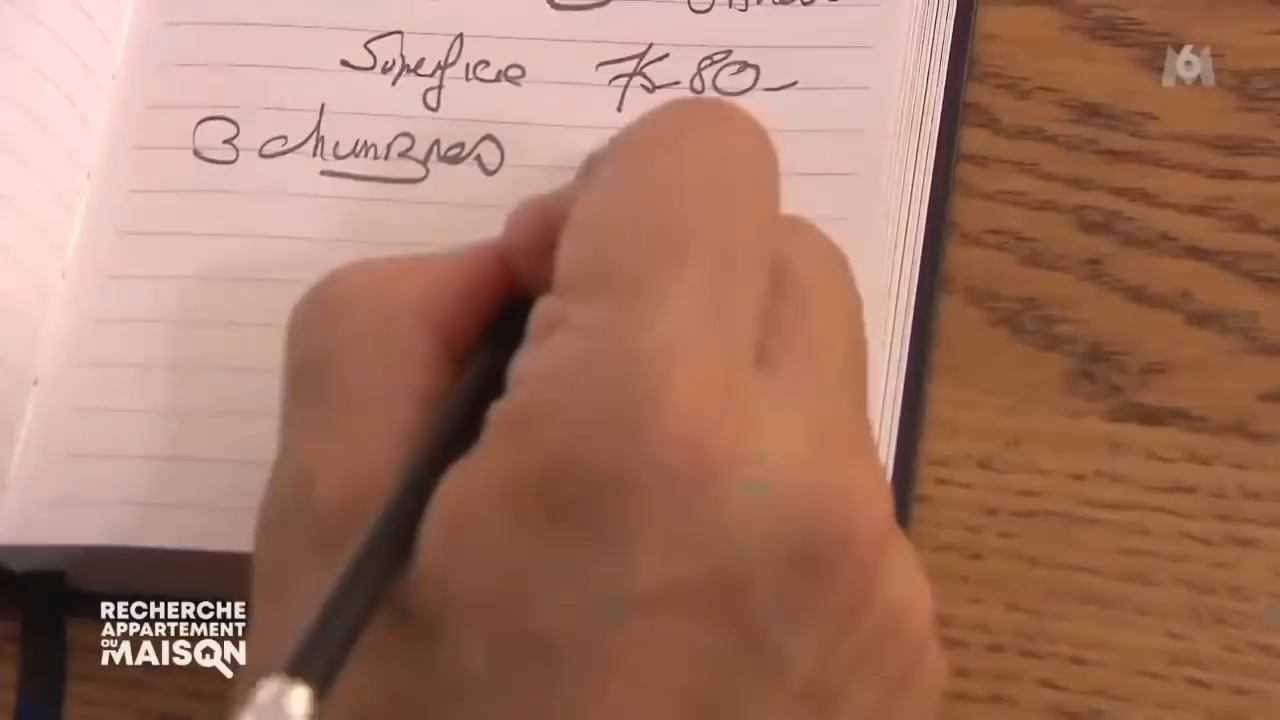 Superficie 75-80-
M6
3 chambres
RECHERCHE
APPARTEMENT
OU
MAISON